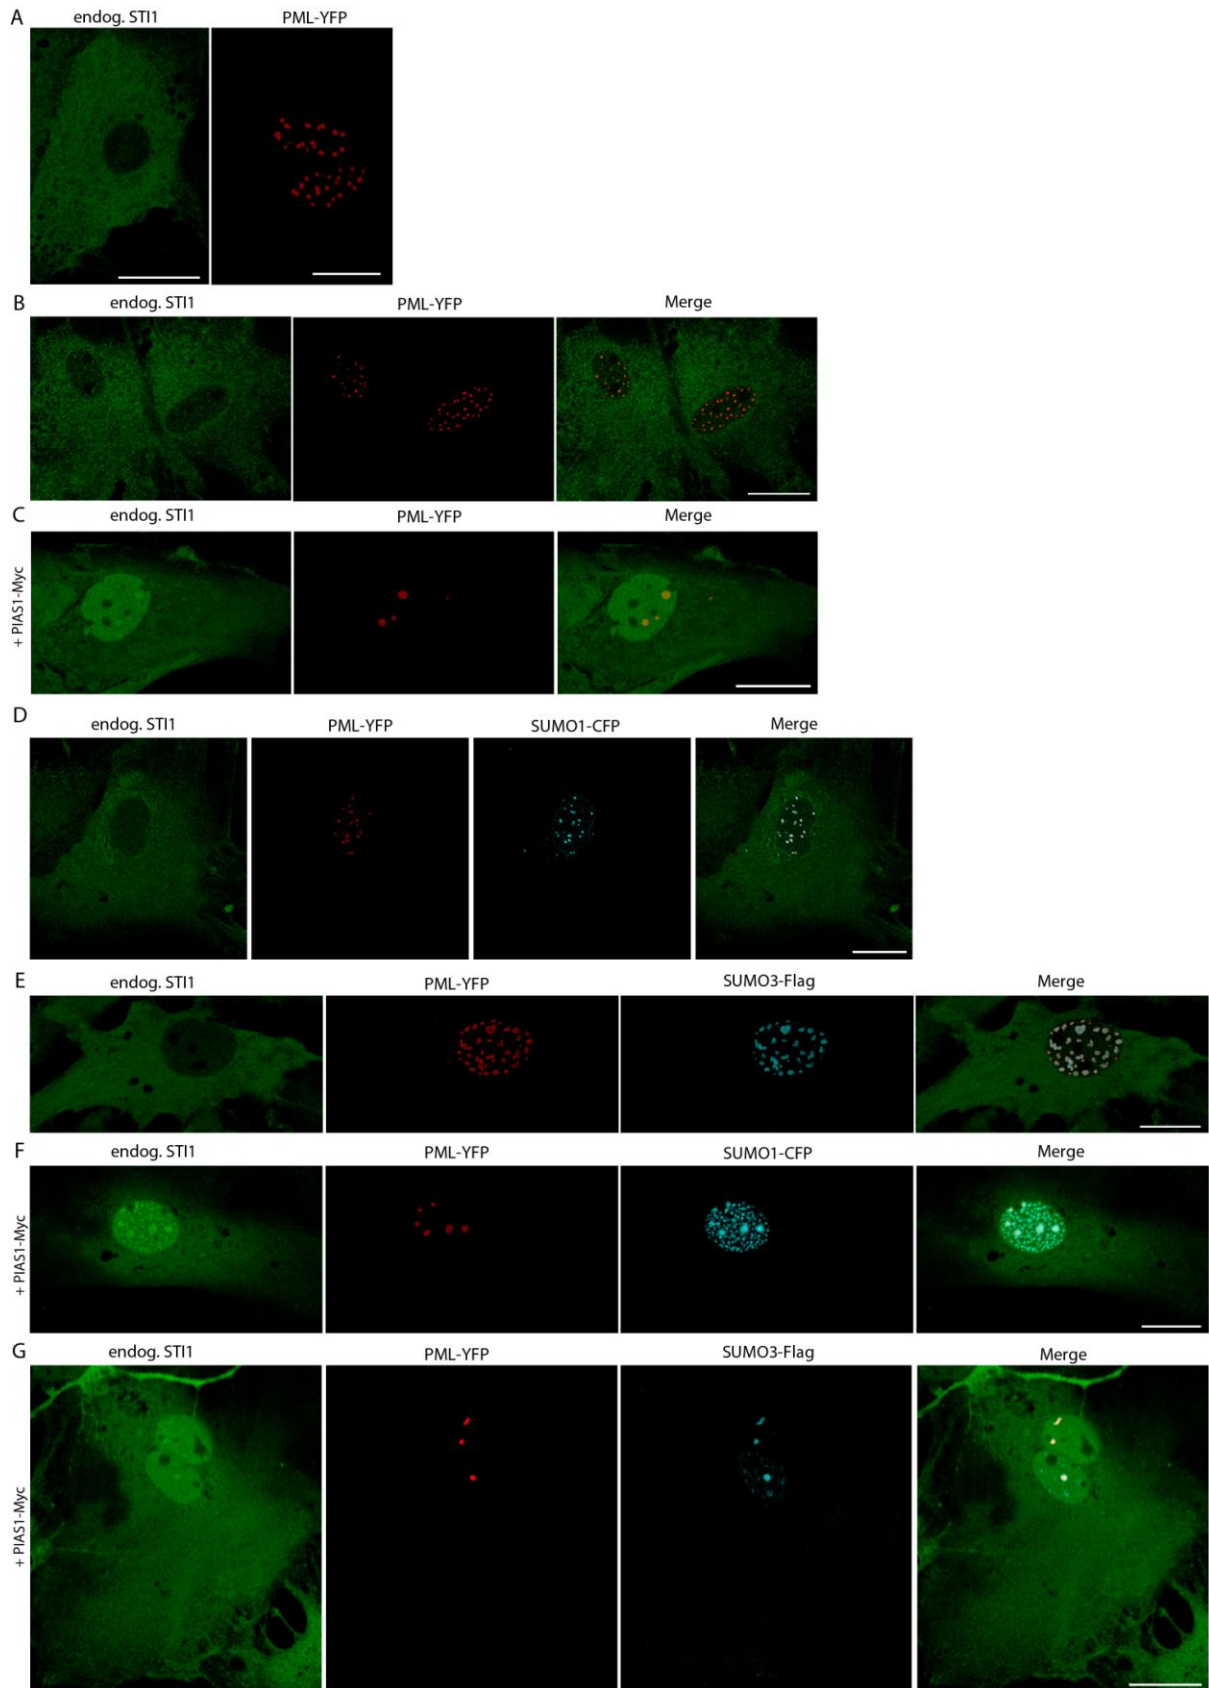 A
endog. STI1 PML-YFP
B
endog. STI1 PML-YFP Merge
C
endog. STI1 PML-YFP Merge
+ PIAS1-Myc
D
endog. STI1 PML-YFP SUMO1-CFP Merge
E
endog. STI1 PML-YFP SUMO3-Flag Merge
F
endog. STI1 PML-YFP SUMO1-CFP Merge
+ PIAS1-Myc
G
endog. STI1 PML-YFP SUMO3-Flag Merge
+ PIAS1-Myc